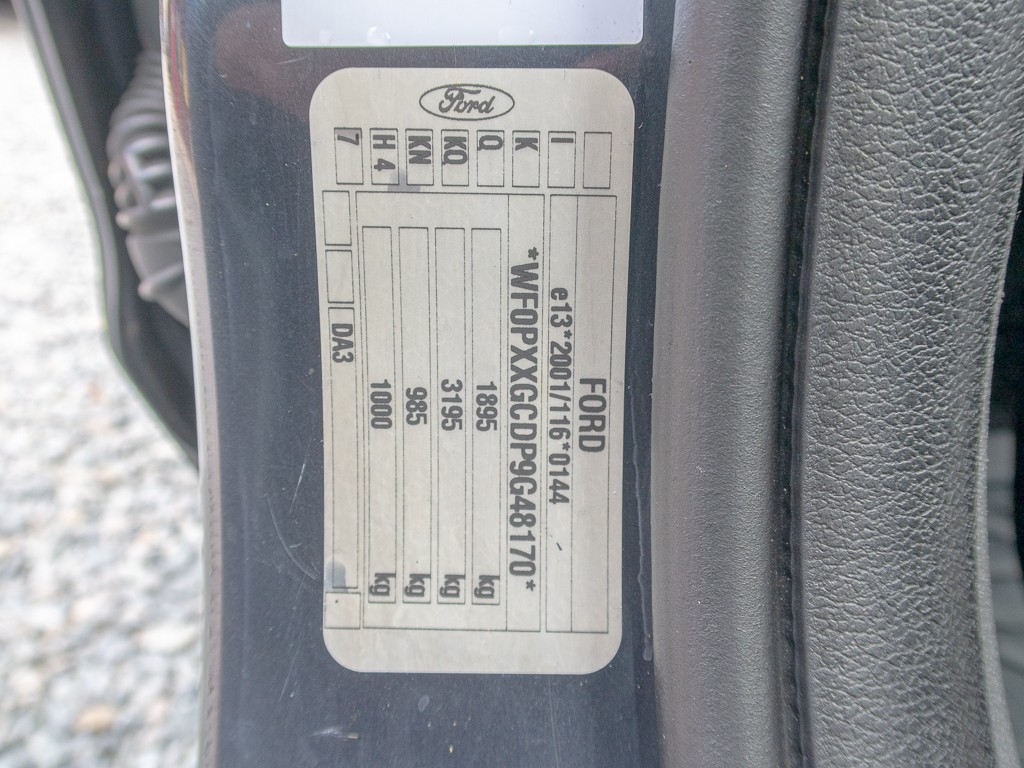 Ford
I K Q KQ KN H 4 7
FORD
e13*2001/116*0144 -
*WF0PXXGCDP9G48170*
1895 kg
3195 kg
985 kg
1000 kg
DA3